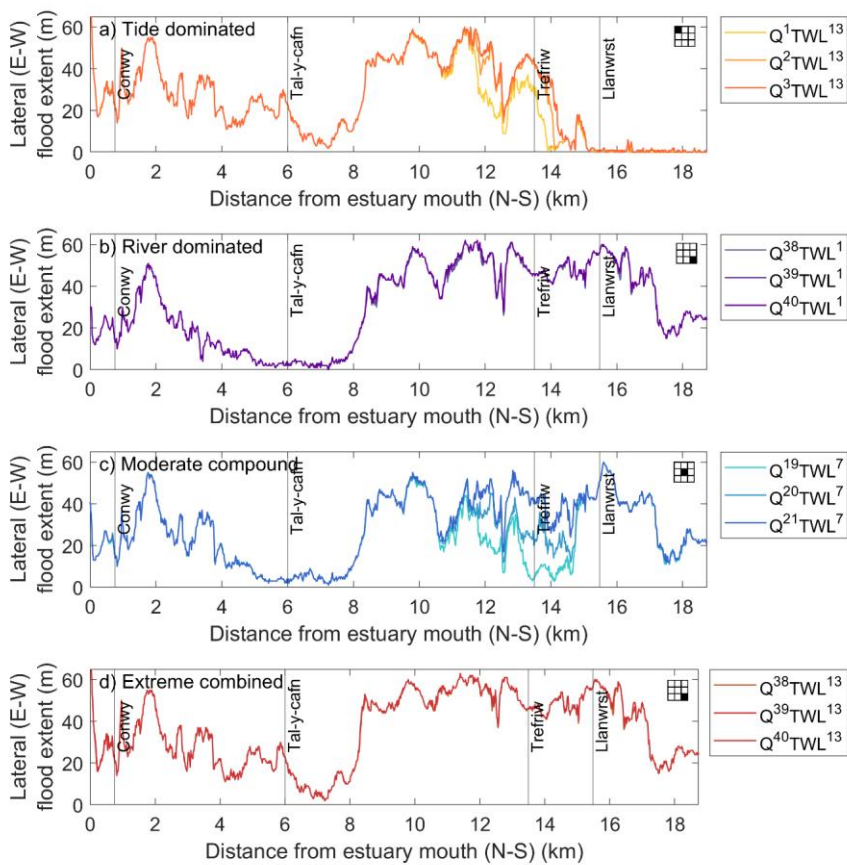 a) Tide dominated
Lateral (E-W)
flood extent (m)
60
40
20
0
Conwy
Tal-y-cafn
Trefriw
Llanwrst
0 2 4 6 8 10 12 14 16 18
Distance from estuary mouth (N-S) (km)
Q¹TWL¹³
Q²TWL¹³
Q³TWL¹³
b) River dominated
Lateral (E-W)
flood extent (m)
60
40
20
0
Conwy
Tal-y-cafn
Trefriw
Llanwrst
0 2 4 6 8 10 12 14 16 18
Distance from estuary mouth (N-S) (km)
Q³⁸TWL¹
Q³⁹TWL¹
Q⁴⁰TWL¹
c) Moderate compound
Lateral (E-W)
flood extent (m)
60
40
20
0
Conwy
Tal-y-cafn
Trefriw
Llanwrst
0 2 4 6 8 10 12 14 16 18
Distance from estuary mouth (N-S) (km)
Q¹⁹TWL⁷
Q²⁰TWL⁷
Q²¹TWL⁷
d) Extreme combined
Lateral (E-W)
flood extent (m)
60
40
20
0
Conwy
Tal-y-cafn
Trefriw
Llanwrst
0 2 4 6 8 10 12 14 16 18
Distance from estuary mouth (N-S) (km)
Q³⁸TWL¹³
Q³⁹TWL¹³
Q⁴⁰TWL¹³